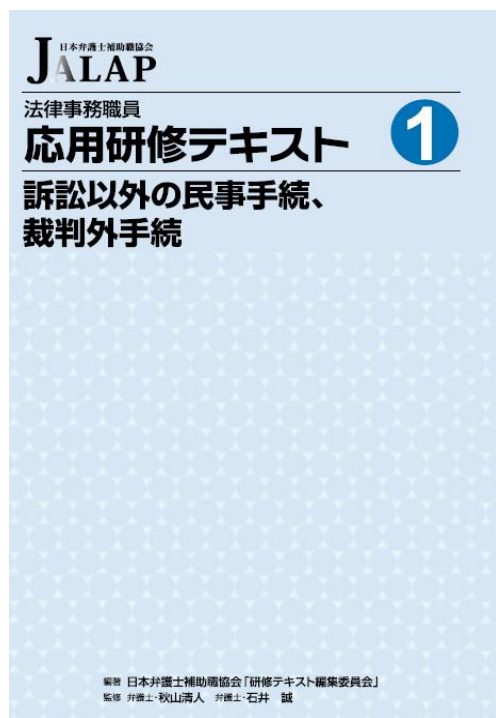 日本弁護士補助職協会
JALAP
法律事務職員
応用研修テキスト 1
訴訟以外の民事手続、
裁判外手続
編著 日本弁護士補助職協会「研修テキスト編集委員会」
監修 弁護士・秋山清人 弁護士・石井 誠